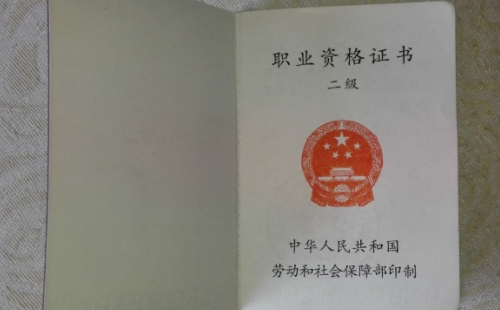 职业资格证书
二级
中华人民共和国
劳动和社会保障部印制